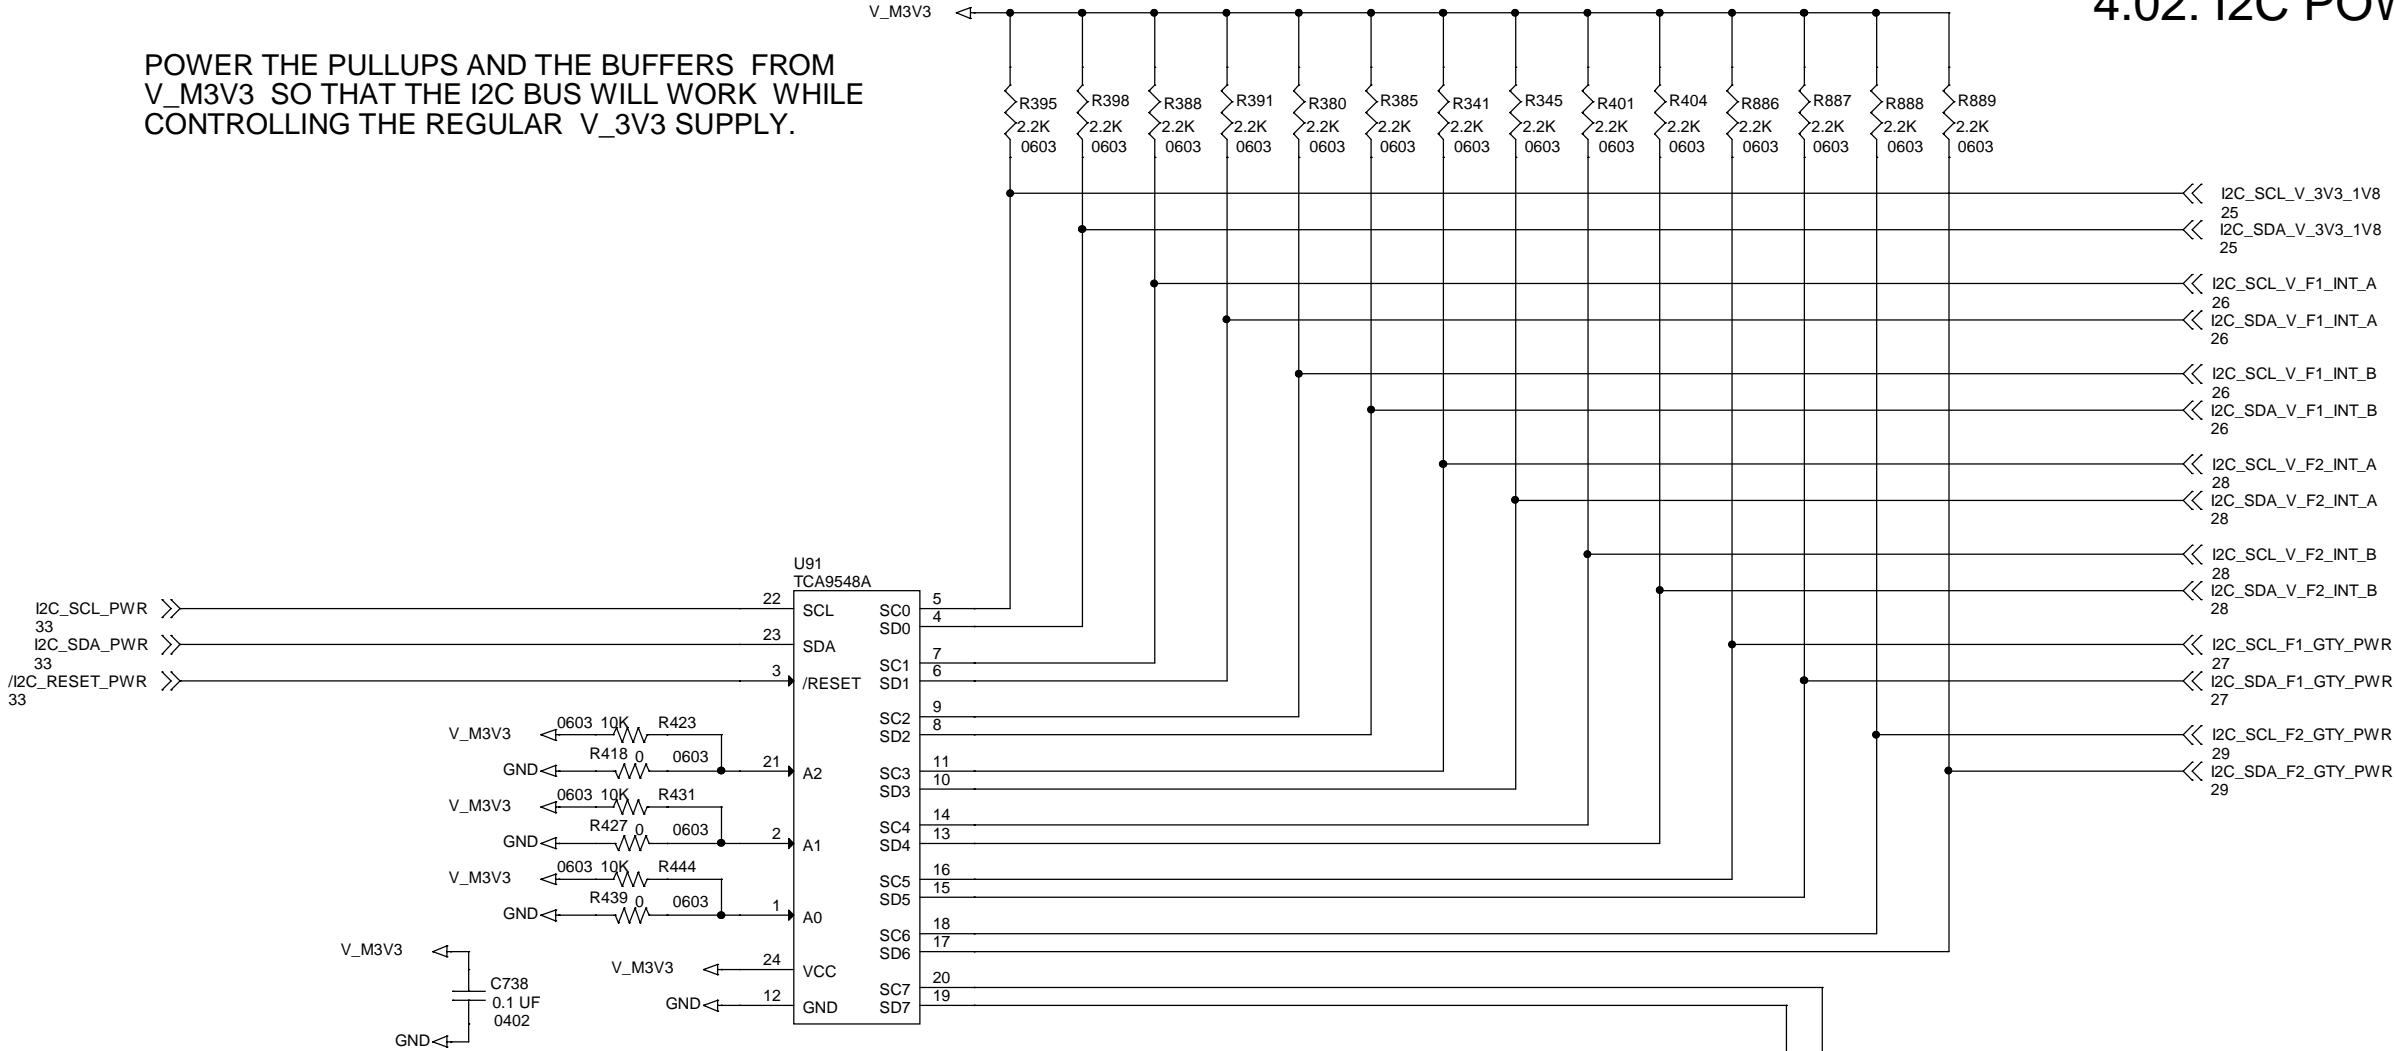 V_M3V3
4.02. I2C POW
POWER THE PULLUPS AND THE BUFFERS FROM
V_M3V3 SO THAT THE I2C BUS WILL WORK WHILE
CONTROLLING THE REGULAR V_3V3 SUPPLY.
R395 R398 R388 R391 R380 R385 R341 R345 R401 R404 R886 R887 R888 R889
2.2K 2.2K 2.2K 2.2K 2.2K 2.2K 2.2K 2.2K 2.2K 2.2K 2.2K 2.2K 2.2K 2.2K
0603 0603 0603 0603 0603 0603 0603 0603 0603 0603 0603 0603 0603 0603
I2C_SCL_V_3V3_1V8
25
I2C_SDA_V_3V3_1V8
25
I2C_SCL_V_F1_INT_A
26
I2C_SDA_V_F1_INT_A
26
I2C_SCL_V_F1_INT_B
26
I2C_SDA_V_F1_INT_B
26
I2C_SCL_V_F2_INT_A
28
I2C_SDA_V_F2_INT_A
28
I2C_SCL_V_F2_INT_B
28
I2C_SDA_V_F2_INT_B
28
I2C_SCL_F1_GTY_PWR
27
I2C_SDA_F1_GTY_PWR
27
I2C_SCL_F2_GTY_PWR
29
I2C_SDA_F2_GTY_PWR
29
U91
TCA9548A
I2C_SCL_PWR
33
I2C_SDA_PWR
33
/I2C_RESET_PWR
33
22 SCL
23 SDA
3 /RESET
V_M3V3 0603 10K R423
GND R418 0 0603 21 A2
V_M3V3 0603 10K R431
GND R427 0 0603 2 A1
V_M3V3 0603 10K R444
GND R439 0 0603 1 A0
V_M3V3 24 VCC
GND 12 GND
SC0 5
SD0 4
SC1 7
SD1 6
SC2 9
SD2 8
SC3 11
SD3 10
SC4 14
SD4 13
SC5 16
SD5 15
SC6 18
SD6 17
SC7 20
SD7 19
V_M3V3
C738
0.1 UF
0402
GND